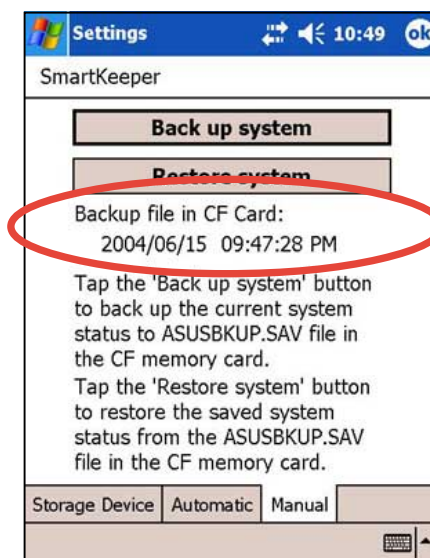 Settings 10:49 ok
SmartKeeper
Back up system
Restore system
Backup file in CF Card:
2004/06/15 09:47:28 PM
Tap the 'Back up system' button
to back up the current system
status to ASUSBKUP.SAV file in
the CF memory card.
Tap the 'Restore system' button
to restore the saved system
status from the ASUSBKUP.SAV
file in the CF memory card.
Storage Device Automatic Manual